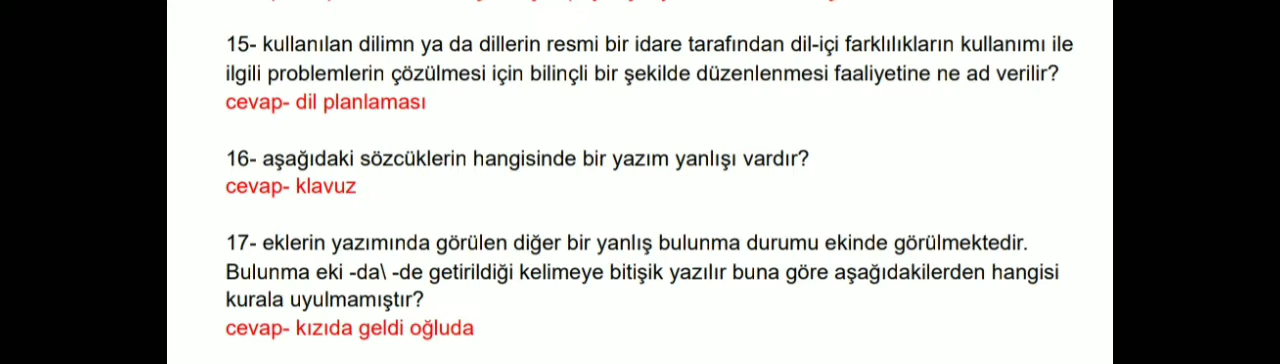 15- kullanılan dilimn ya da dillerin resmi bir idare tarafından dil-içi farklılıkların kullanımı ile
ilgili problemlerin çözülmesi için bilinçli bir şekilde düzenlenmesi faaliyetine ne ad verilir?
cevap- dil planlaması
16- aşağıdaki sözcüklerin hangisinde bir yazım yanlışı vardır?
cevap- klavuz
17- eklerin yazımında görülen diğer bir yanlış bulunma durumu ekinde görülmektedir.
Bulunma eki -da\ -de getirildiği kelimeye bitişik yazılır buna göre aşağıdakilerden hangisi
kurala uyulmamıştır?
cevap- kızıda geldi oğluda